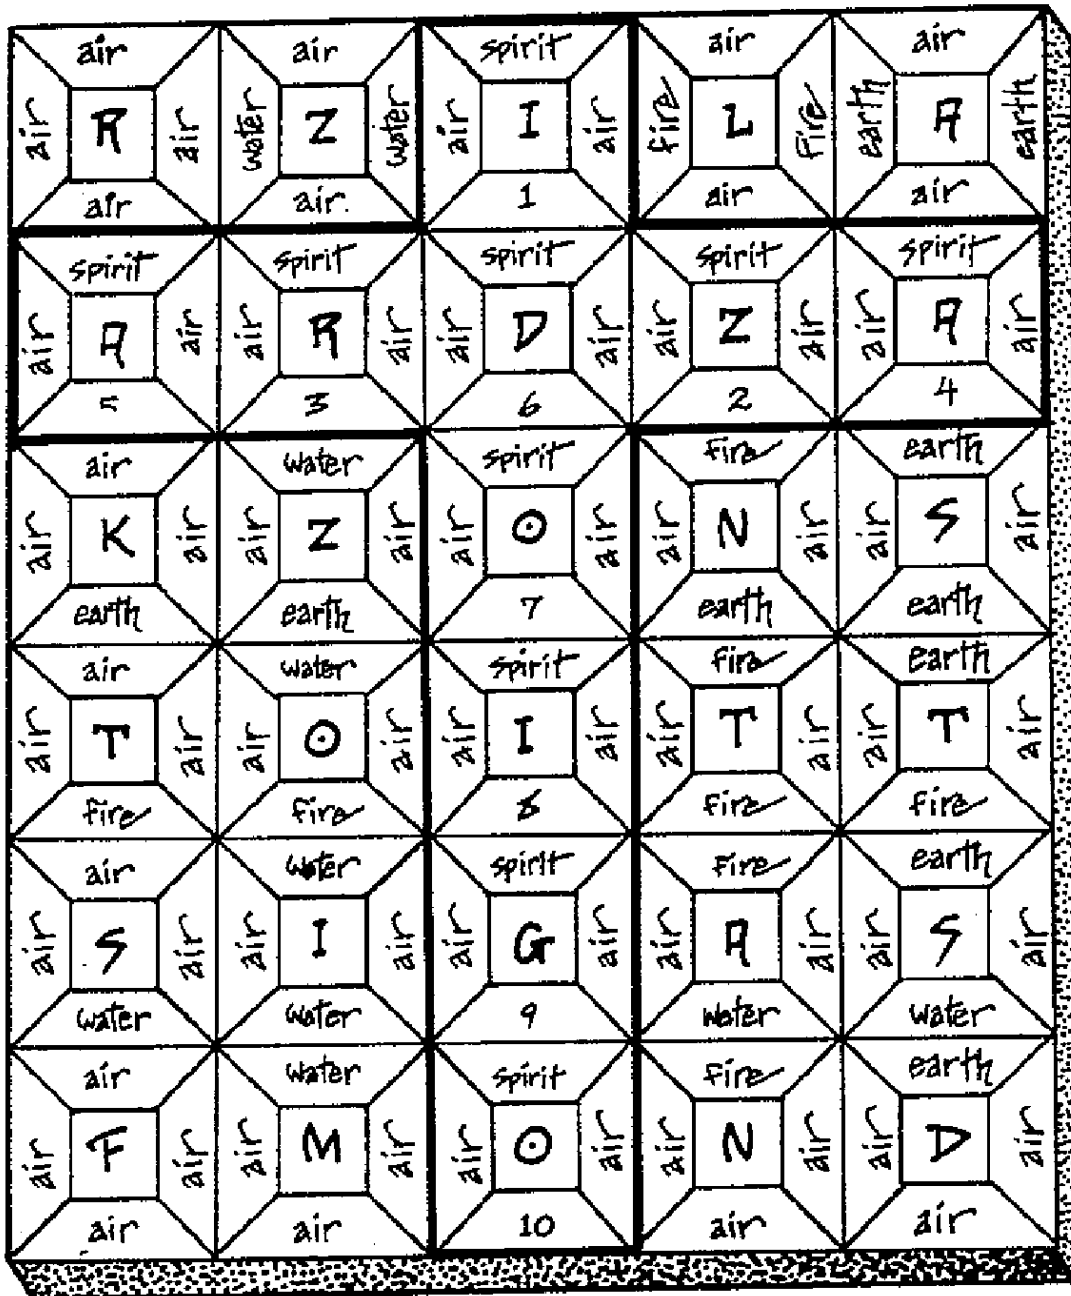 air air spirit air air
air R air water Z water air I air fire L fire earth A earth
air air. 1 air air
spirit spirit spirit spirit spirit
air A air air R air air D air air Z air air A air
5 3 6 2 4
air water spirit fire earth
air K air air Z air air O air air N air air S air
earth earth 7 earth earth
air water spirit fire earth
air T air air O air air I air air T air air T air
fire fire 8 fire fire
air water spirit fire earth
air S air air I air air G air air A air air S air
water water 9 water water
air water spirit fire earth
air F air air M air air O air air N air air D air
air air 10 air air